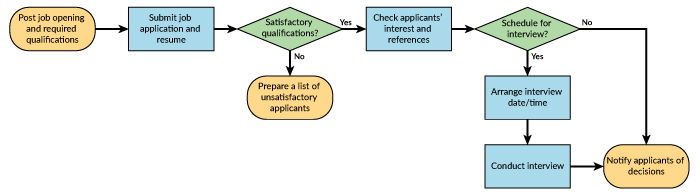 Post job opening
and required
qualifications
Submit job
application and
resume
Satisfactory
qualifications?
Yes
No
Prepare a list of
unsatisfactory
applicants
Check applicants'
interest and
references
Schedule for
interview?
No
Yes
Arrange interview
date/time
Conduct interview
Notify applicants of
decisions